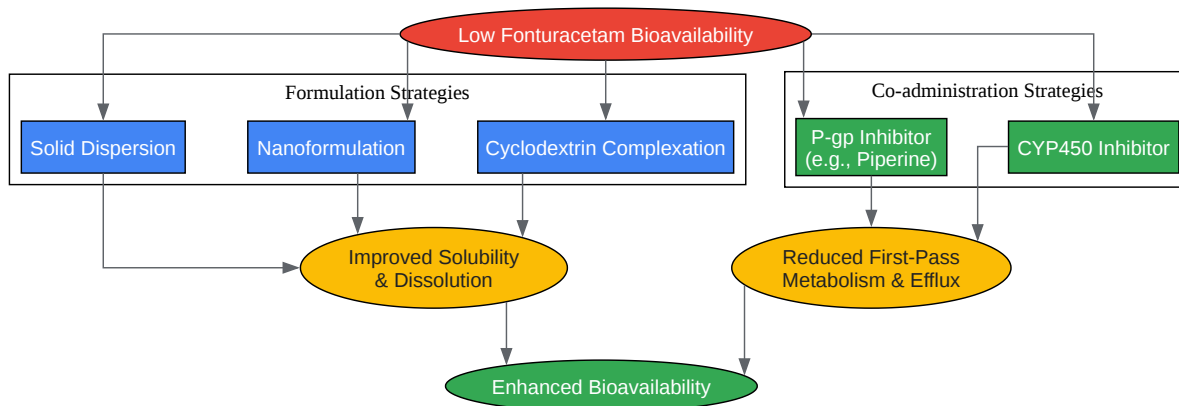 Low Fonturacetam Bioavailability
Formulation Strategies
Co-administration Strategies
Solid Dispersion
Nanoformulation
Cyclodextrin Complexation
P-gp Inhibitor
(e.g., Piperine)
CYP450 Inhibitor
Improved Solubility
& Dissolution
Reduced First-Pass
Metabolism & Efflux
Enhanced Bioavailability